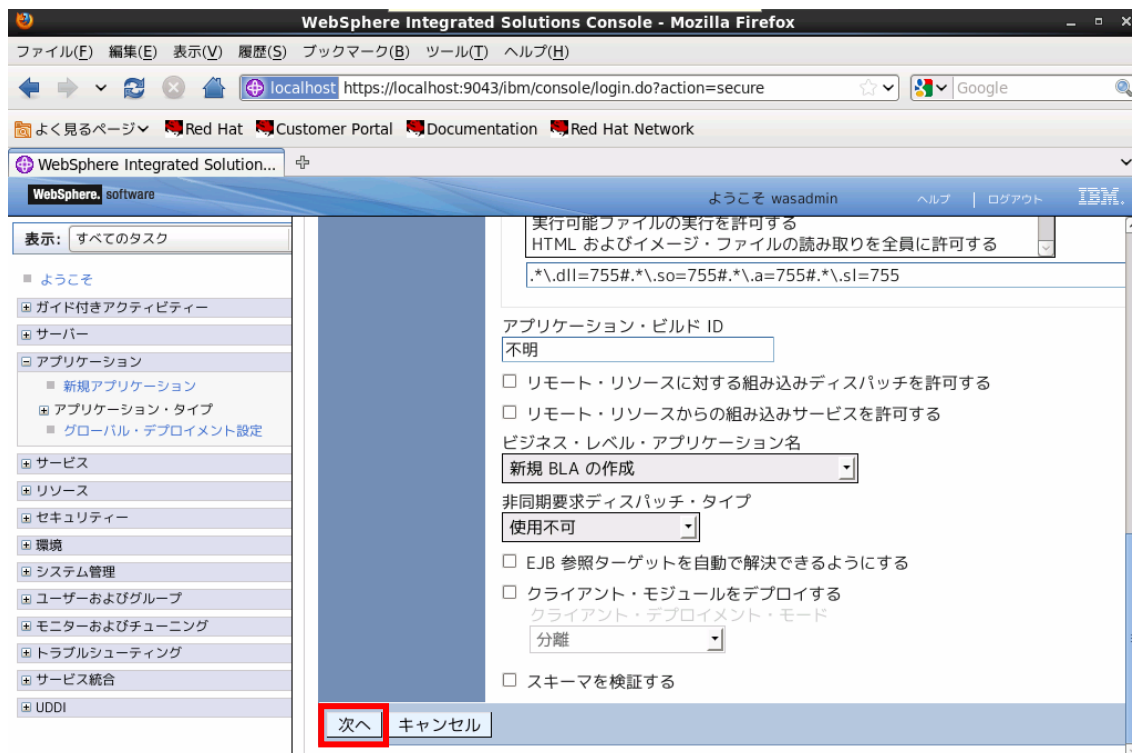 WebSphere Integrated Solutions Console - Mozilla Firefox
ファイル(F) 編集(E) 表示(V) 履歴(S) ブックマーク(B) ツール(T) ヘルプ(H)
localhost https://localhost:9043/ibm/console/login.do?action=secure
Google
よく見るページ Red Hat Customer Portal Documentation Red Hat Network
WebSphere Integrated Solution...
WebSphere. software ようこそ wasadmin ヘルプ | ログアウト IBM.
表示: すべてのタスク
ようこそ
ガイド付きアクティビティー
サーバー
アプリケーション
新規アプリケーション
アプリケーション・タイプ
グローバル・デプロイメント設定
サービス
リソース
セキュリティー
環境
システム管理
ユーザーおよびグループ
モニターおよびチューニング
トラブルシューティング
サービス統合
UDDI
実行可能ファイルの実行を許可する
HTML およびイメージ・ファイルの読み取りを全員に許可する
.*\.dll=755#.*\.so=755#.*\.a=755#.*\.sl=755
アプリケーション・ビルド ID
不明
リモート・リソースに対する組み込みディスパッチを許可する
リモート・リソースからの組み込みサービスを許可する
ビジネス・レベル・アプリケーション名
新規 BLA の作成
非同期要求ディスパッチ・タイプ
使用不可
EJB 参照ターゲットを自動で解決できるようにする
クライアント・モジュールをデプロイする
クライアント・デプロイメント・モード
分離
スキーマを検証する
次へ キャンセル